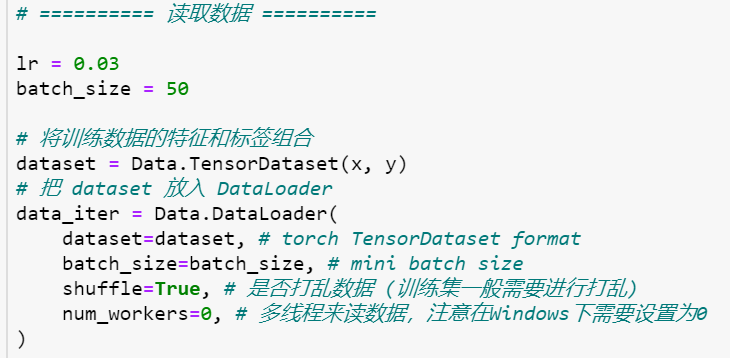 # ========== 读取数据 ==========
lr = 0.03
batch_size = 50
# 将训练数据的特征和标签组合
dataset = Data.TensorDataset(x, y)
# 把 dataset 放入 DataLoader
data_iter = Data.DataLoader(
    dataset=dataset, # torch TensorDataset format
    batch_size=batch_size, # mini batch size
    shuffle=True, # 是否打乱数据 (训练集一般需要进行打乱)
    num_workers=0, # 多线程来读数据，注意在Windows下需要设置为0
)